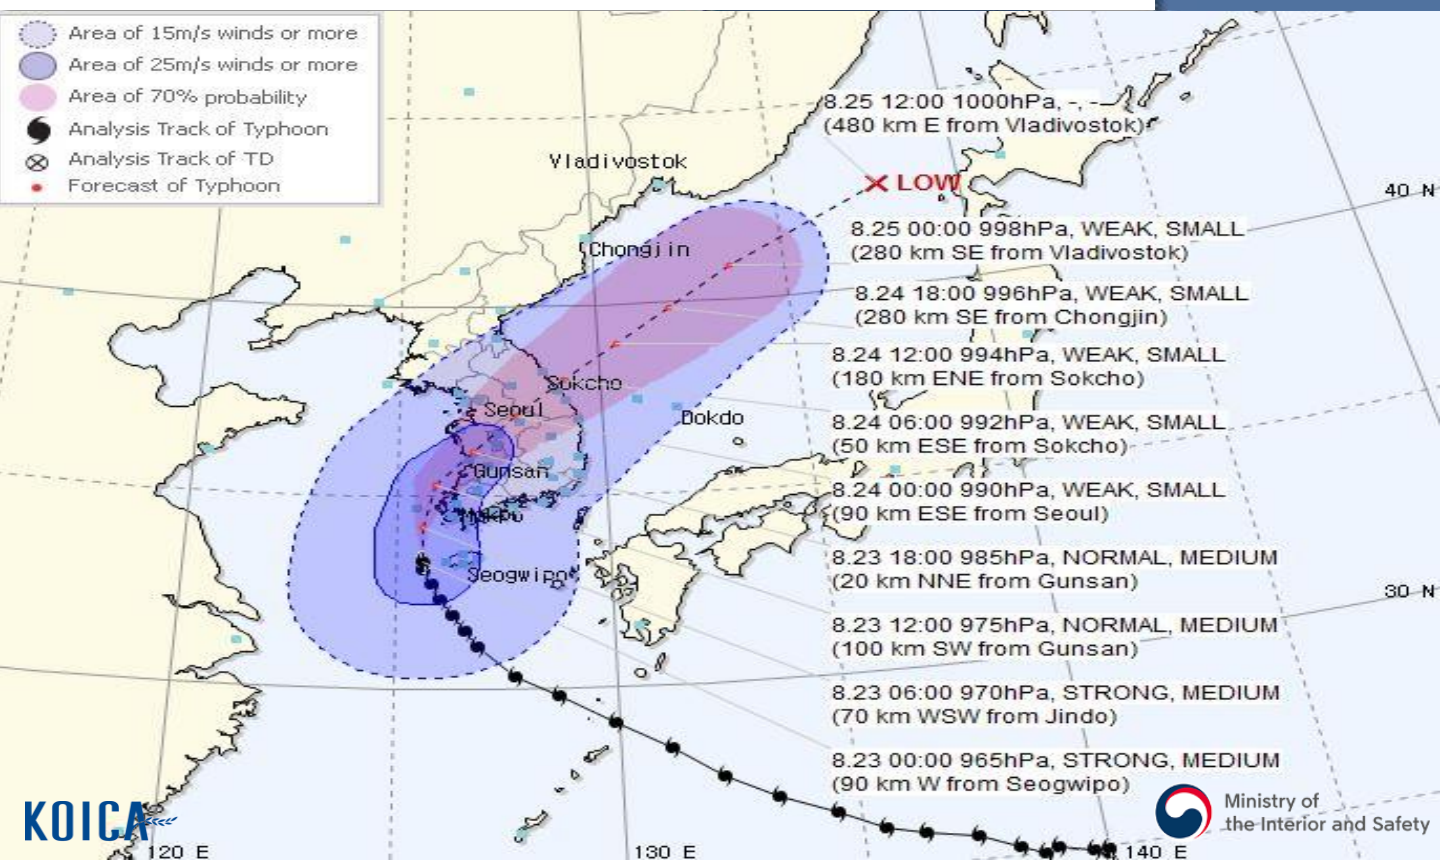 Area of 15m/s winds or more
Area of 25m/s winds or more
Area of 70% probability
Analysis Track of Typhoon
Analysis Track of TD
Forecast of Typhoon
8.25 12:00 1000hPa, -, -
(480 km E from Vladivostok)
Vladivostok
LOW
40 N
8.25 00:00 998hPa, WEAK, SMALL
(280 km SE from Vladivostok)
Chongjin
8.24 18:00 996hPa, WEAK, SMALL
(280 km SE from Chongjin)
8.24 12:00 994hPa, WEAK, SMALL
(180 km ENE from Sokcho)
Sokcho
Seoul
Dokdo
8.24 06:00 992hPa, WEAK, SMALL
(50 km ESE from Sokcho)
Gunsan
8.24 00:00 990hPa, WEAK, SMALL
(90 km ESE from Seoul)
8.23 18:00 985hPa, NORMAL, MEDIUM
(20 km NNE from Gunsan)
Seogwipo
30 N
8.23 12:00 975hPa, NORMAL, MEDIUM
(100 km SW from Gunsan)
8.23 06:00 970hPa, STRONG, MEDIUM
(70 km WSW from Jindo)
8.23 00:00 965hPa, STRONG, MEDIUM
(90 km W from Seogwipo)
KOICA
Ministry of
the Interior and Safety
120 E
130 E
140 E